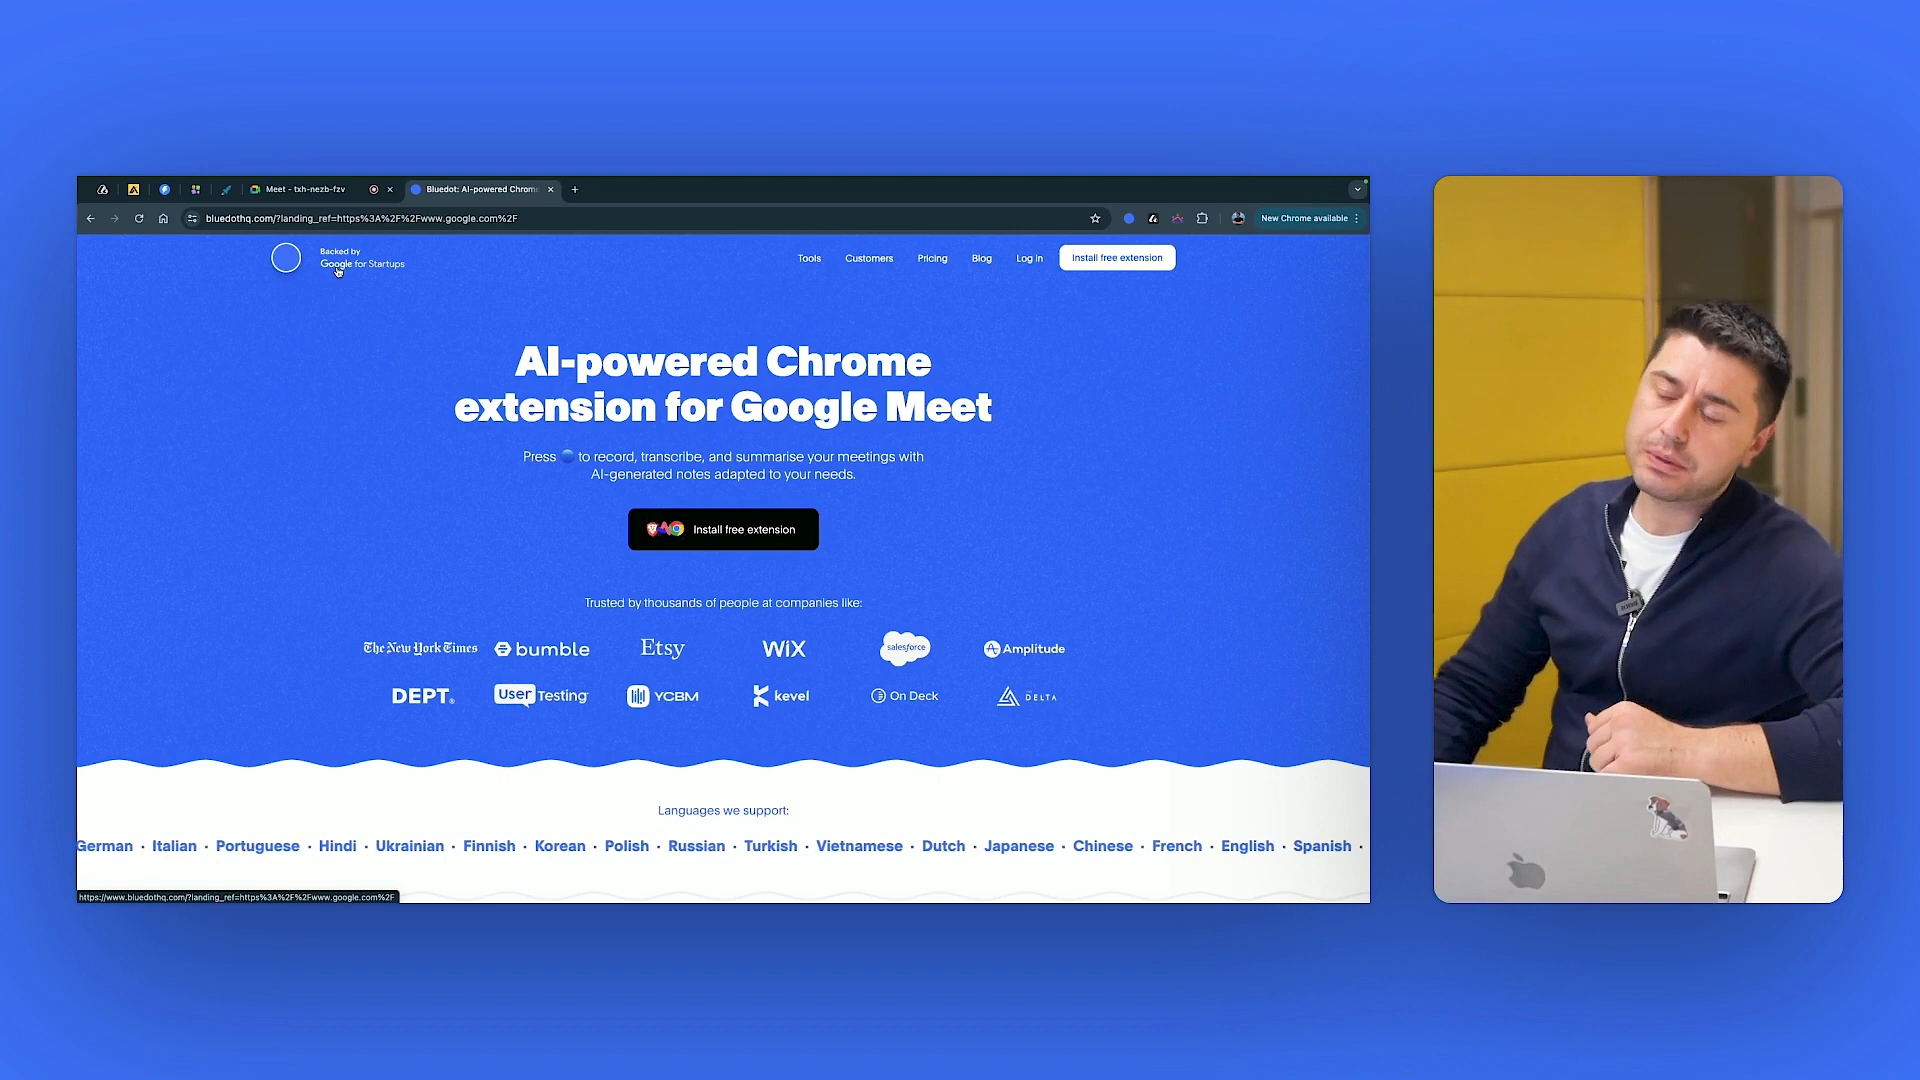 Meet - txh-nezb-fzv
Bluedot: AI-powered Chrome
bluedothq.com/?landing_ref=https%3A%2F%2Fwww.google.com%2F
New Chrome available
Backed by
Google for Startups
Tools
Customers
Pricing
Blog
Log in
Install free extension
AI-powered Chrome
extension for Google Meet
Press to record, transcribe, and summarise your meetings with
AI-generated notes adapted to your needs.
Install free extension
Trusted by thousands of people at companies like:
The New York Times
bumble
Etsy
WiX
salesforce
Amplitude
DEPT®
UserTesting
YCBM
kevel
On Deck
DELTA
Languages we support:
German · Italian · Portuguese · Hindi · Ukrainian · Finnish · Korean · Polish · Russian · Turkish · Vietnamese · Dutch · Japanese · Chinese · French · English · Spanish ·
https://www.bluedothq.com/?landing_ref=https%3A%2F%2Fwww.google.com%2F